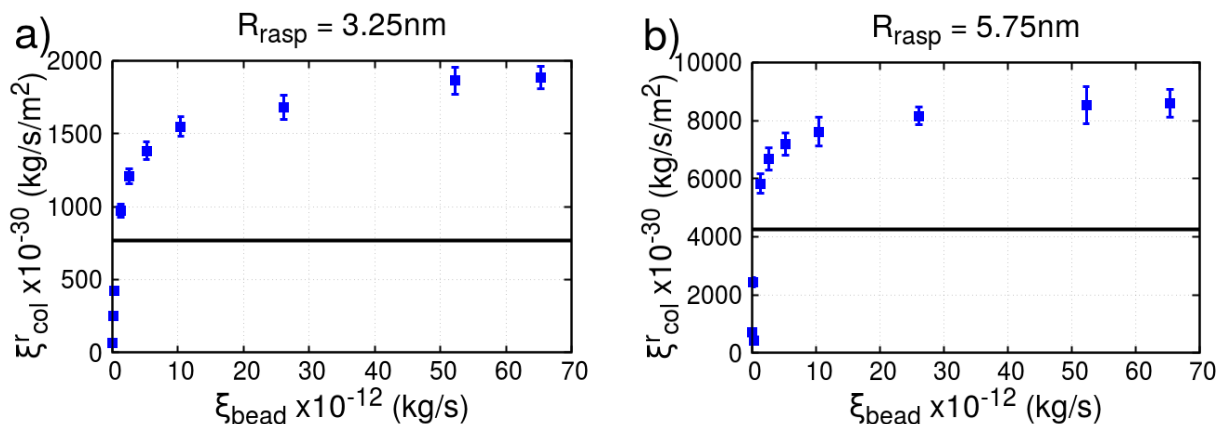 a)
R_rasp = 3.25nm
ξ^r_col x10^-30 (kg/s/m^2)
2000
1500
1000
500
0
0 10 20 30 40 50 60 70
ξ_bead x10^-12 (kg/s)
b)
R_rasp = 5.75nm
ξ^r_col x10^-30 (kg/s/m^2)
10000
8000
6000
4000
2000
0
0 10 20 30 40 50 60 70
ξ_bead x10^-12 (kg/s)